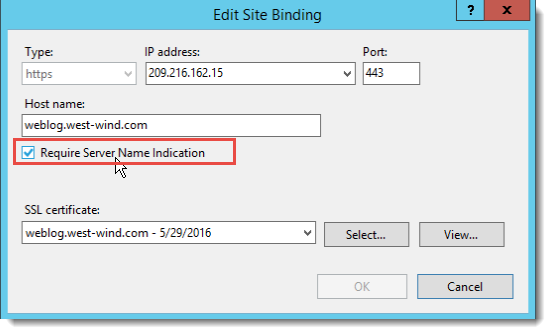 Edit Site Binding
? x
Type: IP address: Port:
https 209.216.162.15 443
Host name:
weblog.west-wind.com
Require Server Name Indication
SSL certificate:
weblog.west-wind.com - 5/29/2016 Select... View...
OK Cancel